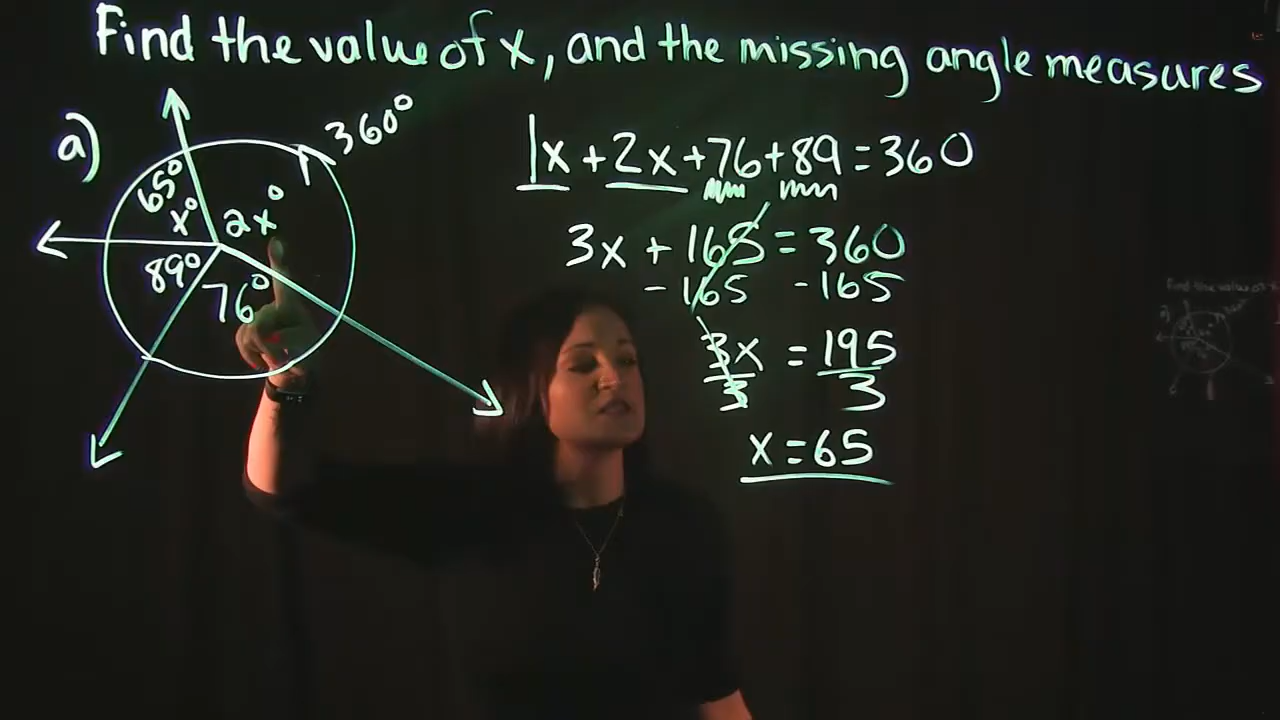 Find the value of x, and the missing angle measures
a)
360°
65°
x°
2x°
89°
76°
1x + 2x + 76 + 89 = 360
3x + 165 = 360
- 165 - 165
3x = 195
3 3
x = 65